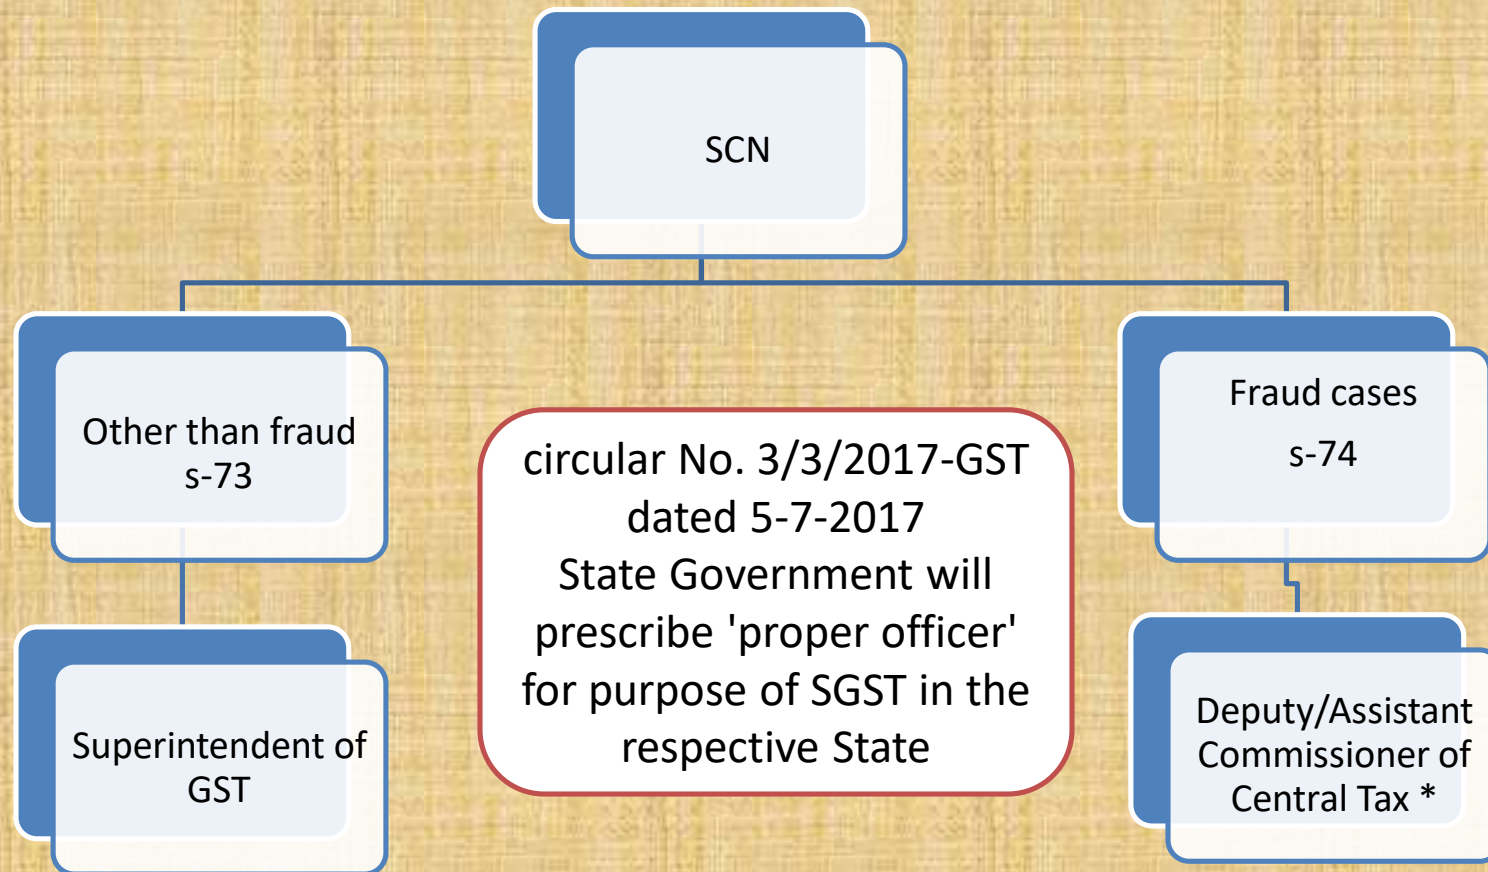 SCN
Other than fraud
s-73
Superintendent of
GST
circular No. 3/3/2017-GST
dated 5-7-2017
State Government will
prescribe 'proper officer'
for purpose of SGST in the
respective State
Fraud cases
s-74
Deputy/Assistant
Commissioner of
Central Tax *